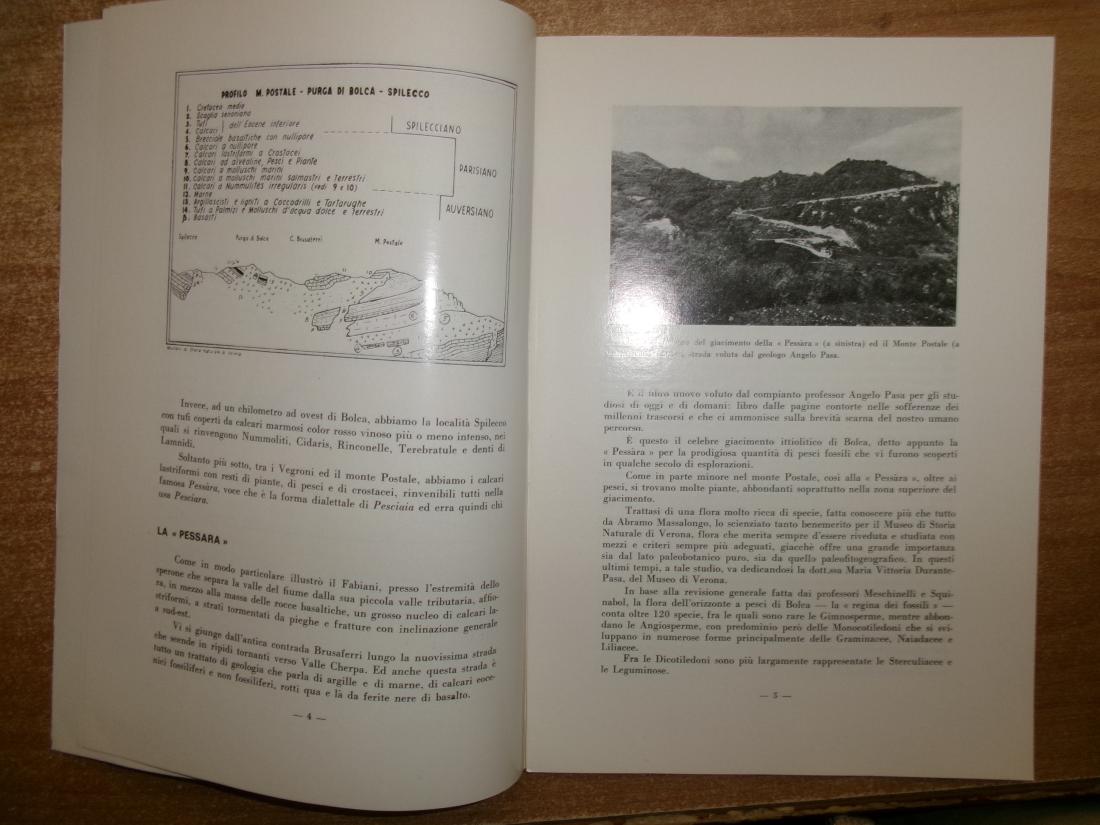 PROFILO M. POSTALE - PURGA DI BOLCA - SPILECCO
1. Cretaceo medio
2. Scaglia senoniana
3. Tufi
4. Calcari
dell'Eocene inferiore
5. Brecciole basaltiche con nullipore
6. Calcari a nullipore
7. Calcari lastriformi a Crostacei
8. Calcari ad alveoline, Pesci e Piante
9. Calcari a molluschi marini
10. Calcari a molluschi marini salmastri e Terrestri
11. Calcari a Nummulites irregularis (vedi 9 e 10)
12. Marne
13. Argilloscisti e ligniti a Coccodrilli e Tartarughe
14. Tufi a Palmizi e Molluschi d'acqua dolce e Terrestri
β. Basalti
SPILECCIANO
PARISIANO
AUVERSIANO
Spilecco Purga di Bolca C. Brusaferri M. Postale
Invece, ad un chilometro ad ovest di Bolca, abbiamo la località Spilecco
con tufi coperti da calcari marmosi color rosso vinoso più o meno intenso, nei
quali si rinvengono Nummoliti, Cidaris, Rinconelle, Terebratule e denti di
Lamnidi.
Soltanto più sotto, tra i Vegroni ed il monte Postale, abbiamo i calcari
lastriformi con resti di piante, di pesci e di crostacei, rinvenibili tutti nella
famosa Pessàra, voce che è la forma dialettale di Pesciaia ed erra quindi chi
usa Pesciara.
LA « PESSARA »
Come in modo particolare illustrò il Fabiani, presso l'estremità dello
sperone che separa la valle del fiume dalla sua piccola valle tributaria, affio-
ra, in mezzo alla massa delle rocce basaltiche, un grosso nucleo di calcari la-
striformi, a strati tormentati da pieghe e fratture con inclinazione generale
a sud-est.
Vi si giunge dall'antica contrada Brusaferri lungo la nuovissima strada
che scende in ripidi tornanti verso Valle Cherpa. Ed anche questa strada è
tutto un trattato di geologia che parla di argille e di marne, di calcari eoce-
nici fossiliferi e non fossiliferi, rotti qua e là da ferite nere di basalto.
— 4 —
del giacimento della « Pessàra » (a sinistra) ed il Monte Postale (a
strada voluta dal geologo Angelo Pasa.
È il libro nuovo voluto dal compianto professor Angelo Pasa per gli stu-
diosi di oggi e di domani: libro dalle pagine contorte nelle sofferenze dei
millenni trascorsi e che ci ammonisce sulla brevità scarna del nostro umano
percorso.
È questo il celebre giacimento ittiolitico di Bolca, detto appunto la
« Pessàra » per la prodigiosa quantità di pesci fossili che vi furono scoperti
in qualche secolo di esplorazioni.
Come in parte minore nel monte Postale, così alla « Pessàra », oltre ai
pesci, si trovano molte piante, abbondanti soprattutto nella zona superiore del
giacimento.
Trattasi di una flora molto ricca di specie, fatta conoscere più che tutto
da Abramo Massalongo, lo scienziato tanto benemerito per il Museo di Storia
Naturale di Verona, flora che merita sempre d'essere riveduta e studiata con
mezzi e criteri sempre più adeguati, giacchè offre una grande importanza
sia dal lato paleobotanico puro, sia da quello paleofitogeografico. In questi
ultimi tempi, a tale studio, va dedicandosi la dott.ssa Maria Vittoria Durante-
Pasa, del Museo di Verona.
In base alla revisione generale fatta dai professori Meschinelli e Squi-
nabol, la flora dell'orizzonte a pesci di Bolca — la « regina dei fossili » —
conta oltre 120 specie, fra le quali sono rare le Gimnosperme, mentre abbon-
dano le Angiosperme, con predominio però delle Monocotiledoni che si svi-
luppano in numerose forme principalmente delle Graminacee, Naiadacee e
Liliacee.
Fra le Dicotiledoni sono più largamente rappresentate le Sterculiacee e
le Leguminose.
— 5 —